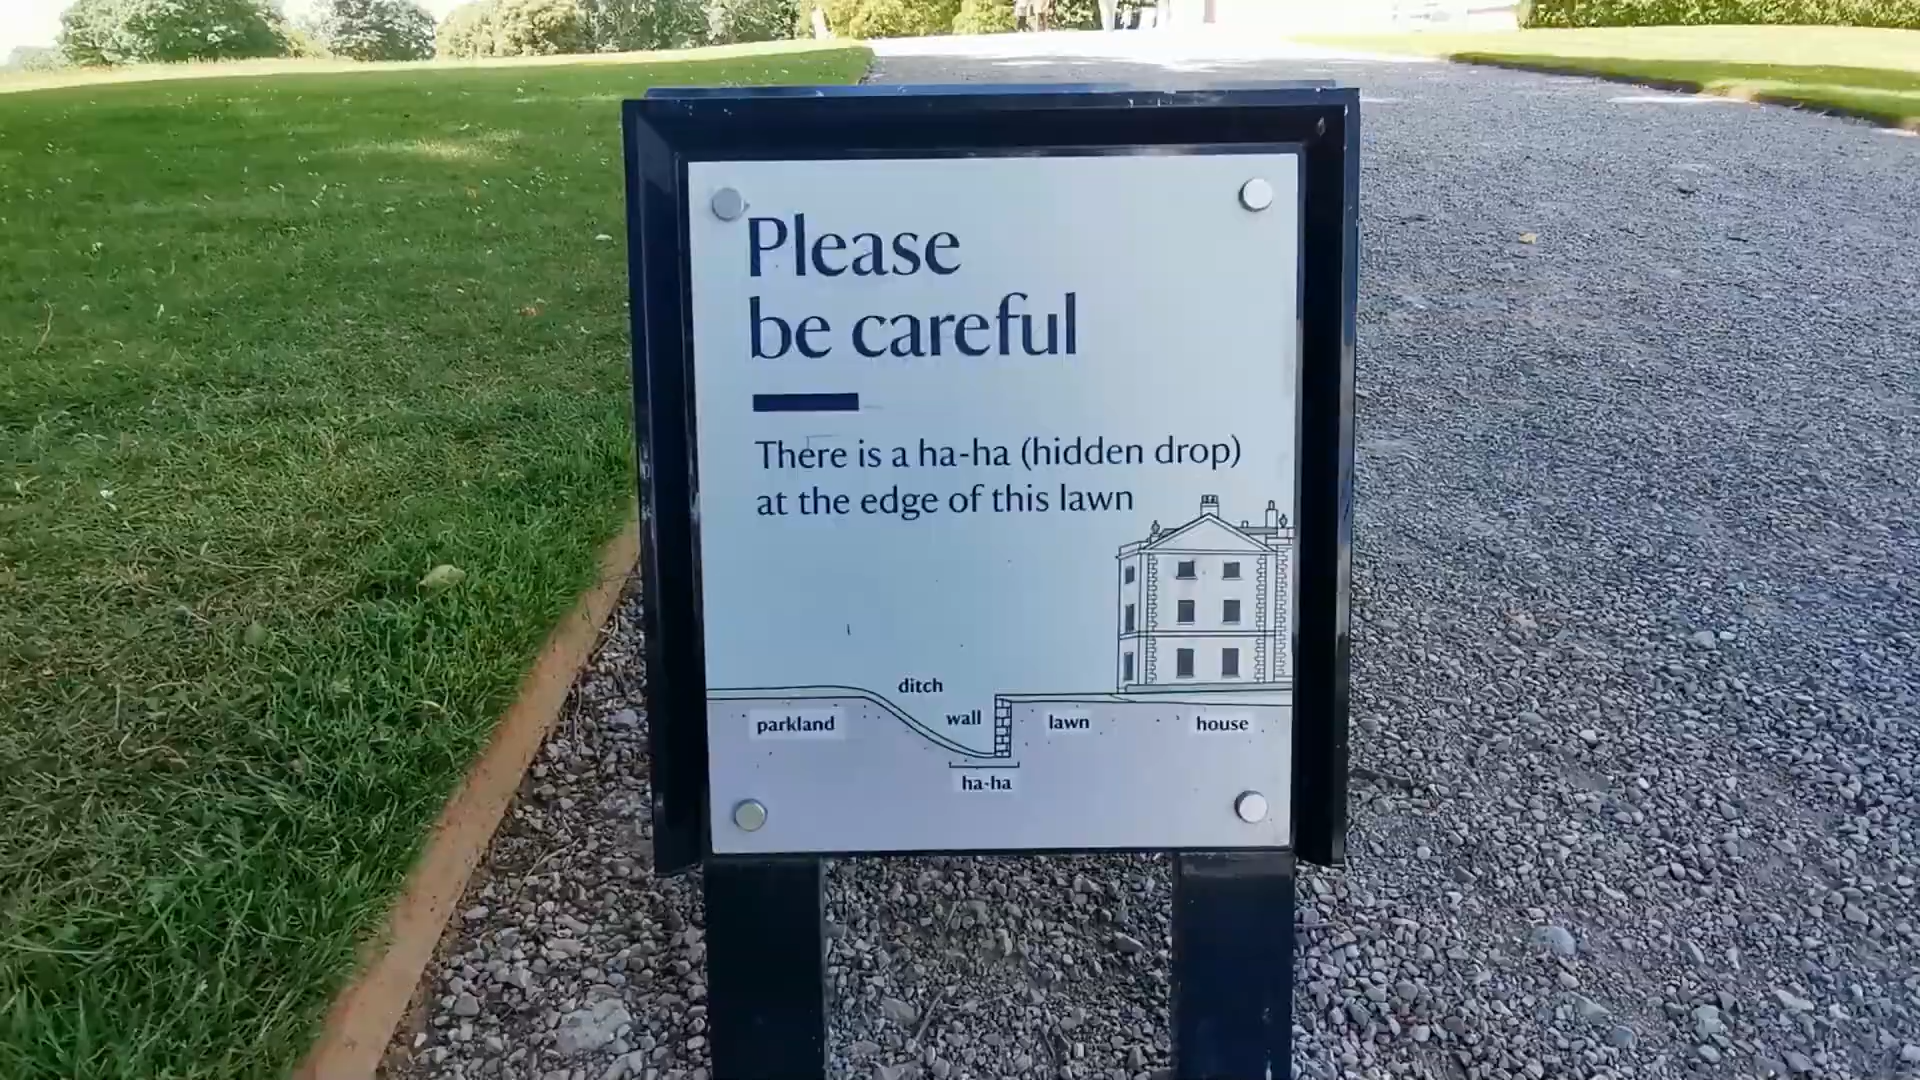 Please
be careful
There is a ha-ha (hidden drop)
at the edge of this lawn
ditch
parkland
wall
lawn
house
ha-ha